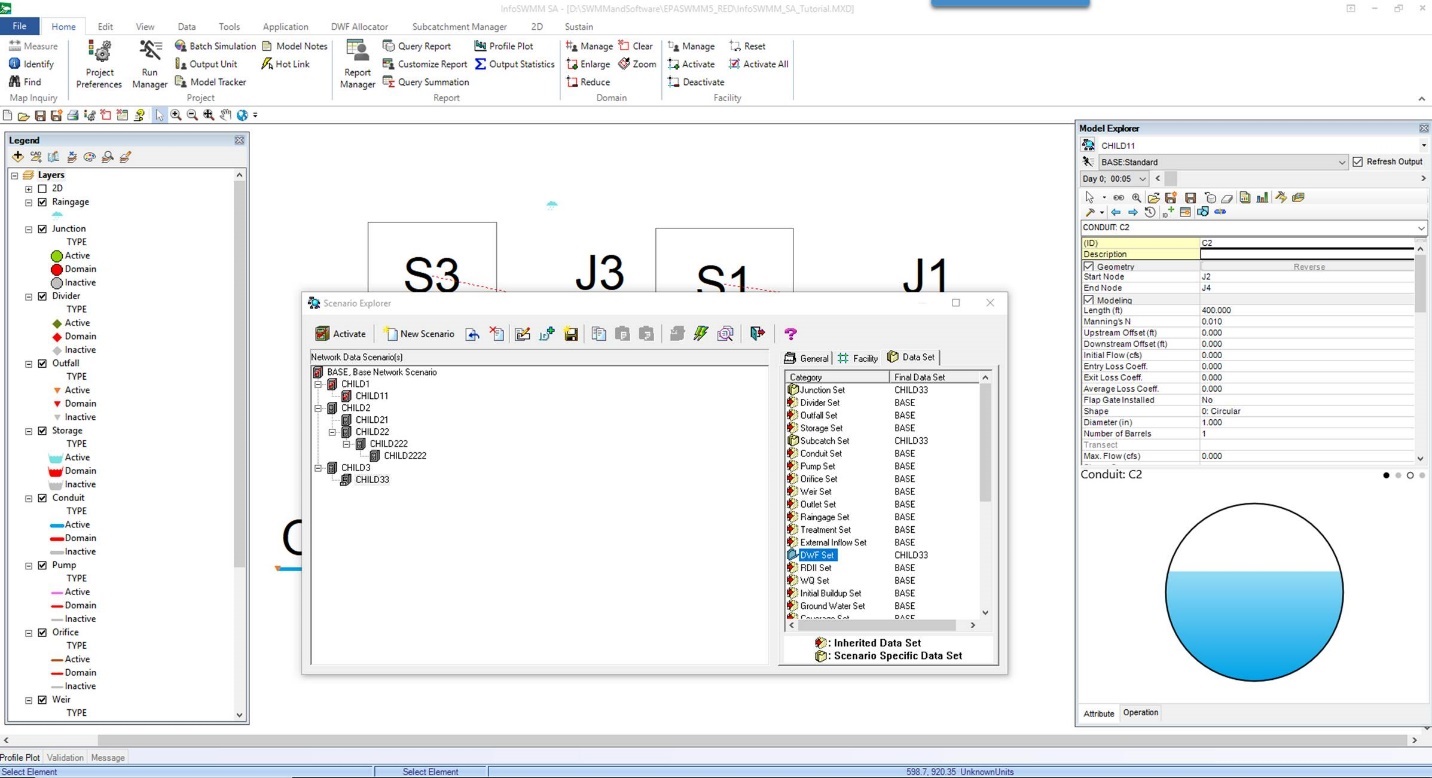 InfoSWMM SA - [D:\SWMMandSoftware\EPASWMM5_RED\InfoSWMM_SA_Tutorial.MXD]
File Home Edit View Data Tools Application DWF Allocator Subcatchment Manager 2D Sustain
Measure
Identify
Find
Map Inquiry
Project Preferences
Run Manager
Batch Simulation Model Notes
Output Unit Hot Link
Model Tracker
Project
Report Manager
Query Report Profile Plot
Customize Report Output Statistics
Query Summation
Report
Manage Clear
Enlarge Zoom
Reduce
Domain
Manage Reset
Activate Activate All
Deactivate
Facility
Legend
Layers
2D
Raingage
Junction
TYPE
Active
Domain
Inactive
Divider
TYPE
Active
Domain
Inactive
Outfall
TYPE
Active
Domain
Inactive
Storage
TYPE
Active
Domain
Inactive
Conduit
TYPE
Active
Domain
Inactive
Pump
TYPE
Active
Domain
Inactive
Orifice
TYPE
Active
Domain
Inactive
Weir
TYPE
S3 J3 S1 J1
Scenario Explorer
Activate New Scenario
Network Data Scenario(s)
BASE, Base Network Scenario
CHILD1
CHILD11
CHILD2
CHILD21
CHILD22
CHILD222
CHILD2222
CHILD3
CHILD33
General Facility Data Set
Category Final Data Set
Junction Set CHILD33
Divider Set BASE
Outfall Set BASE
Storage Set BASE
Subcatch Set CHILD33
Conduit Set BASE
Pump Set BASE
Orifice Set BASE
Weir Set BASE
Outlet Set BASE
Raingage Set BASE
Treatment Set BASE
External Inflow Set BASE
DWF Set CHILD33
RDII Set BASE
WQ Set BASE
Initial Buildup Set BASE
Ground Water Set BASE
Coverage Set BASE
: Inherited Data Set
: Scenario Specific Data Set
Model Explorer
CHILD11
BASE:Standard Refresh Output
Day 0; 00:05
CONDUIT: C2
(ID) C2
Description
Geometry Reverse
Start Node J2
End Node J4
Modeling
Length (ft) 400.000
Manning's N 0.010
Upstream Offset (ft) 0.000
Downstream Offset (ft) 0.000
Initial Flow (cfs) 0.000
Entry Loss Coeff. 0.000
Exit Loss Coeff. 0.000
Average Loss Coeff. 0.000
Flap Gate Installed No
Shape 0: Circular
Diameter (in) 1.000
Number of Barrels 1
Transect
Max. Flow (cfs) 0.000
Conduit: C2
Attribute Operation
Profile Plot Validation Message
Select Element Select Element 598.7, 920.35 UnknownUnits